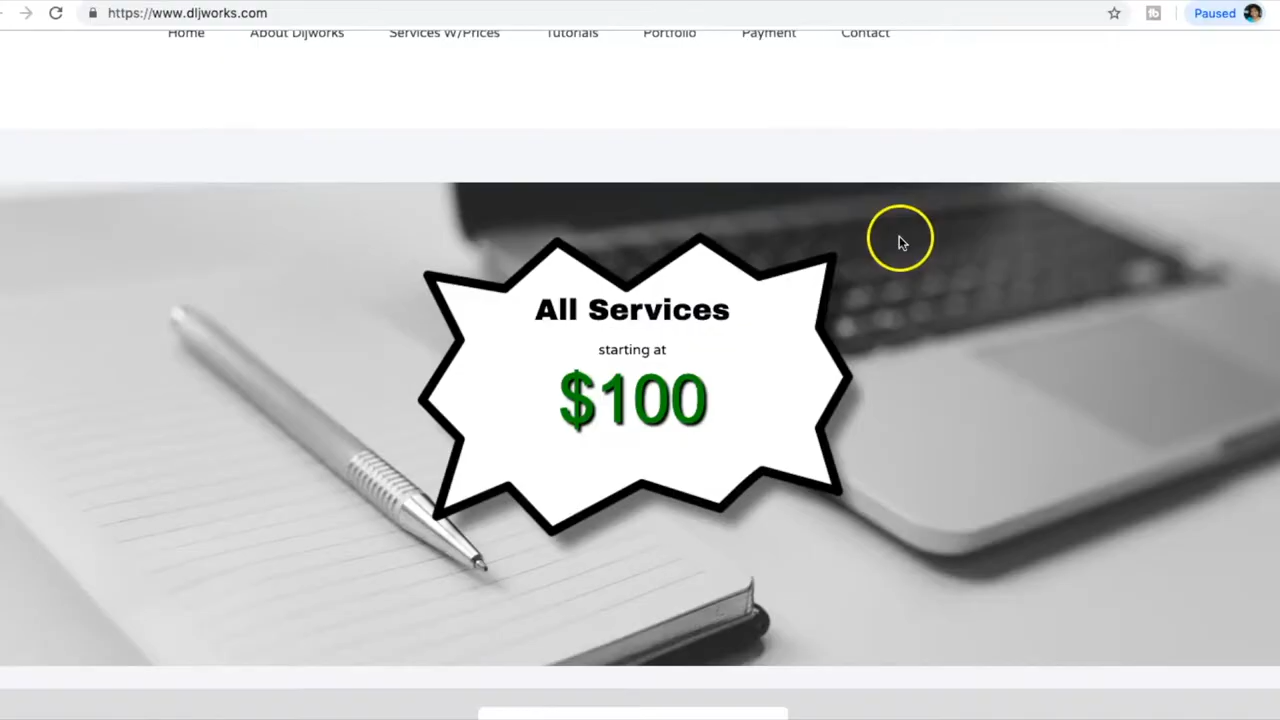 https://www.dljworks.com
Paused
Home About Dljworks Services W/Prices Tutorials Portfolio Payment Contact
All Services
starting at
$100